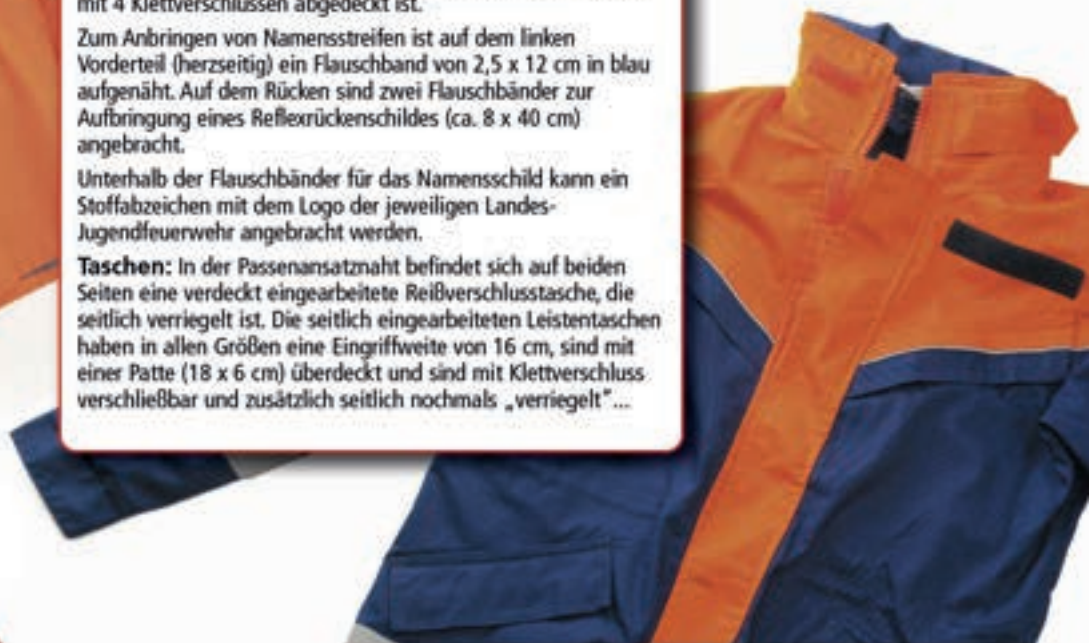 mit 4 Klettverschlüssen abgedeckt ist.
Zum Anbringen von Namensstreifen ist auf dem linken
Vorderteil (herzseitig) ein Flauschband von 2,5 x 12 cm in blau
aufgenäht. Auf dem Rücken sind zwei Flauschbänder zur
Aufbringung eines Reflexrückenschildes (ca. 8 x 40 cm)
angebracht.
Unterhalb der Flauschbänder für das Namensschild kann ein
Stoffabzeichen mit dem Logo der jeweiligen Landes-
Jugendfeuerwehr angebracht werden.
Taschen: In der Passenansatznaht befindet sich auf beiden
Seiten eine verdeckt eingearbeitete Reißverschlusstasche, die
seitlich verriegelt ist. Die seitlich eingearbeiteten Leistentaschen
haben in allen Größen eine Eingriffweite von 16 cm, sind mit
einer Patte (18 x 6 cm) überdeckt und sind mit Klettverschluss
verschließbar und zusätzlich seitlich nochmals „verriegelt"...